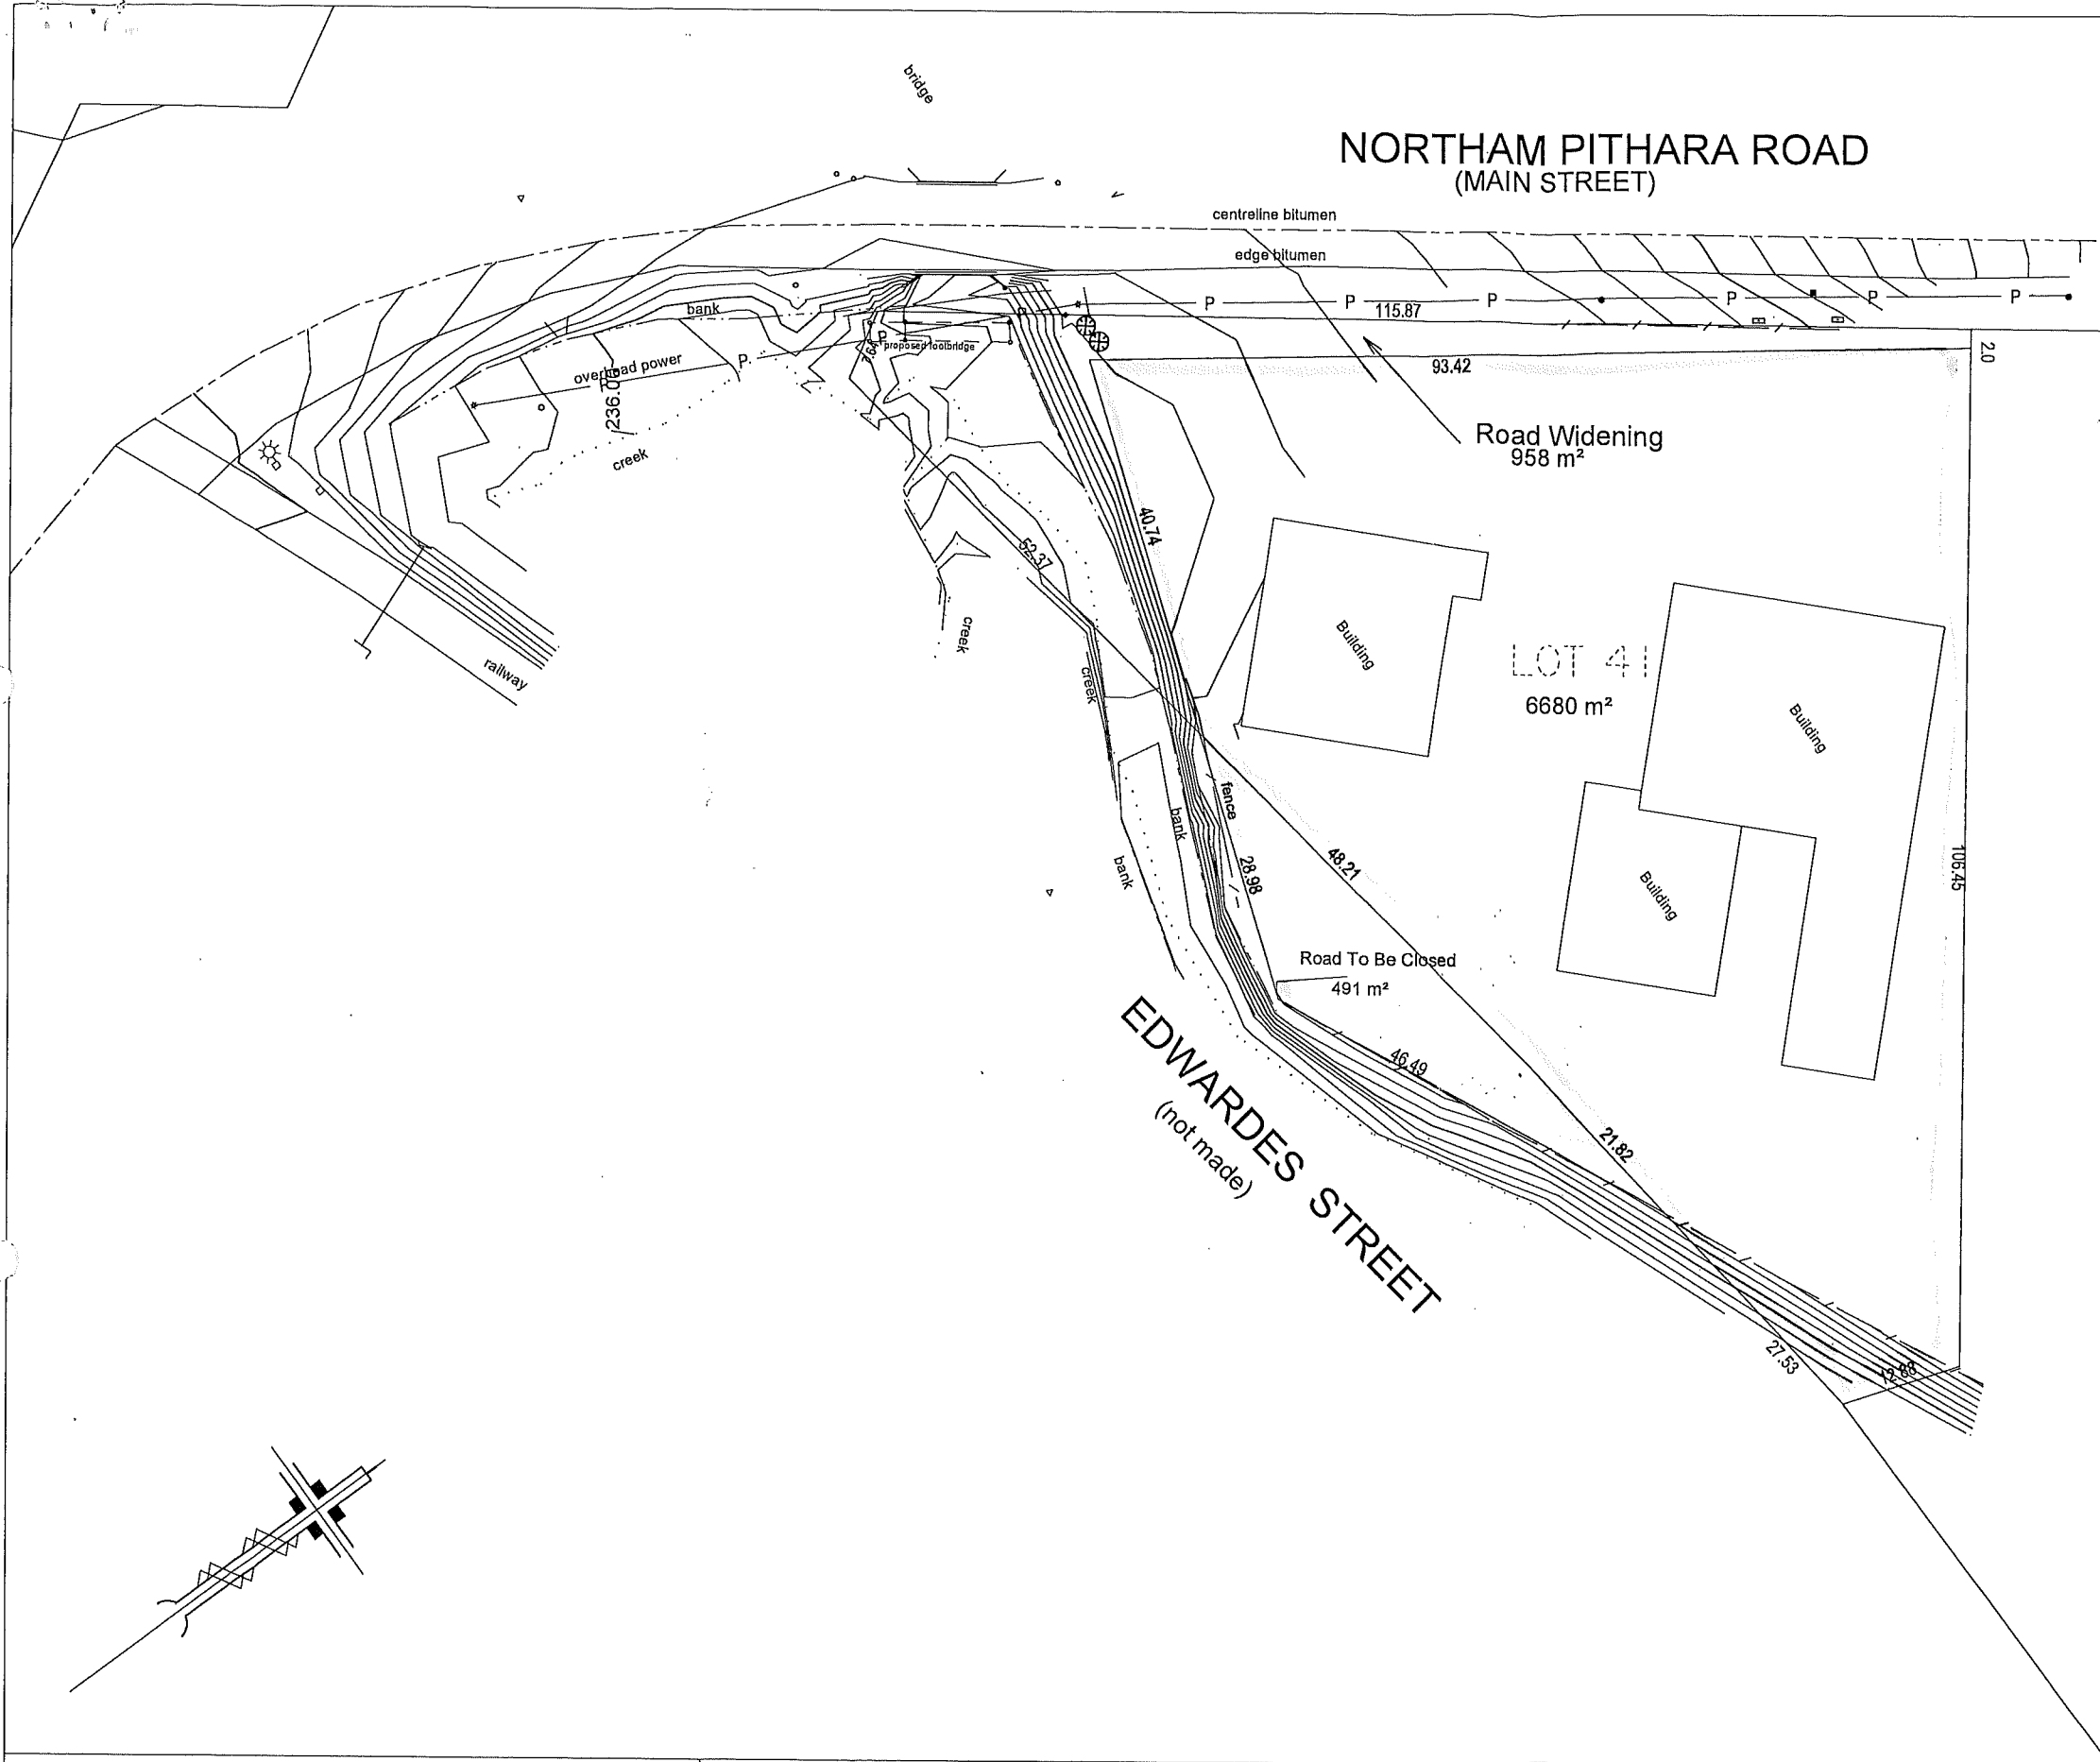 bridge
NORTHAM PITHARA ROAD
(MAIN STREET)
centreline bitumen
edge bitumen
P P P P P P
115.87
bank
proposed footbridge
7.64
P
overhead power
P
P
236.0
creek
93.42
2.0
Road Widening
958 m²
40.74
52.37
creek
creek
railway
Building
LOT 41
6680 m²
Building
Building
fence
bank
bank
28.98
48.21
106.45
Road To Be Closed
491 m²
EDWARDES STREET
(not made)
46.49
21.82
27.53
12.88